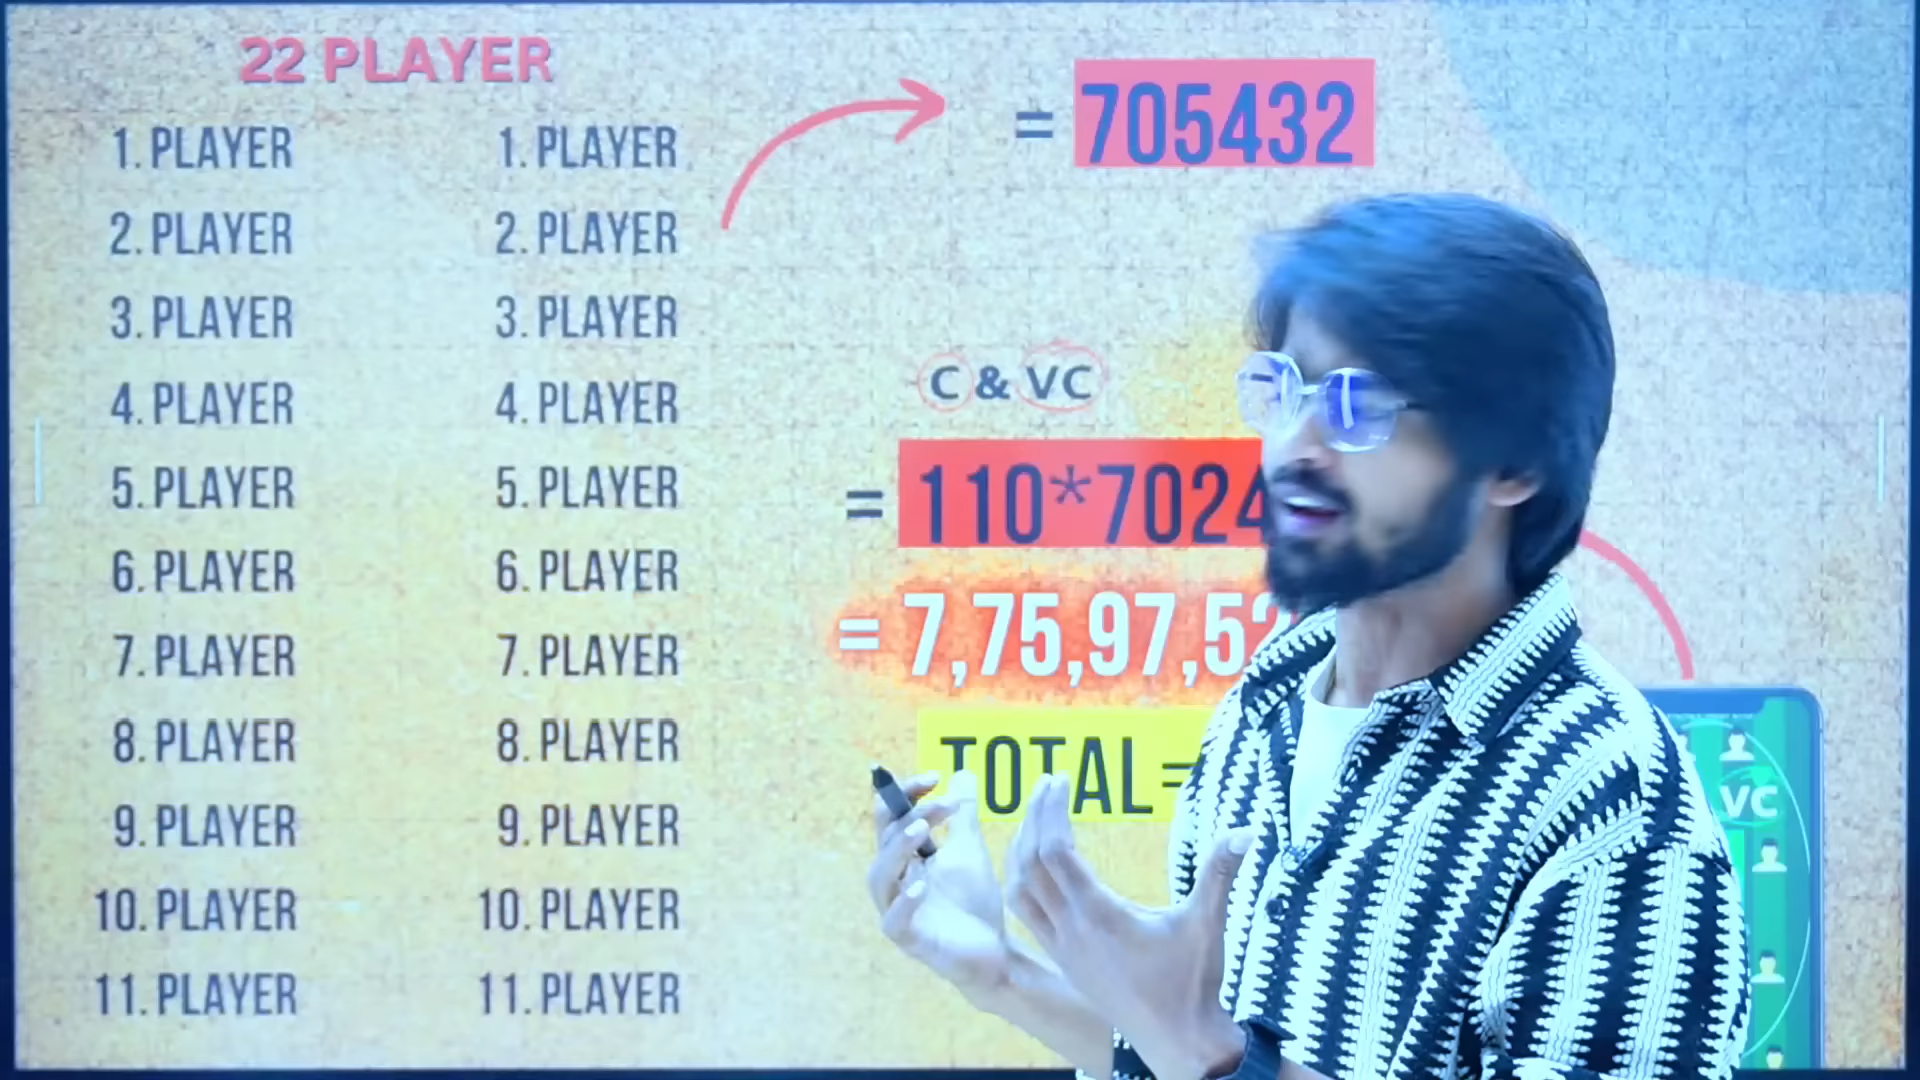 22 PLAYER
1. PLAYER
2. PLAYER
3. PLAYER
4. PLAYER
5. PLAYER
6. PLAYER
7. PLAYER
8. PLAYER
9. PLAYER
10. PLAYER
11. PLAYER
1. PLAYER
2. PLAYER
3. PLAYER
4. PLAYER
5. PLAYER
6. PLAYER
7. PLAYER
8. PLAYER
9. PLAYER
10. PLAYER
11. PLAYER
= 705432
C & VC
= 110*7024
= 7,75,97,52
TOTAL=
VC